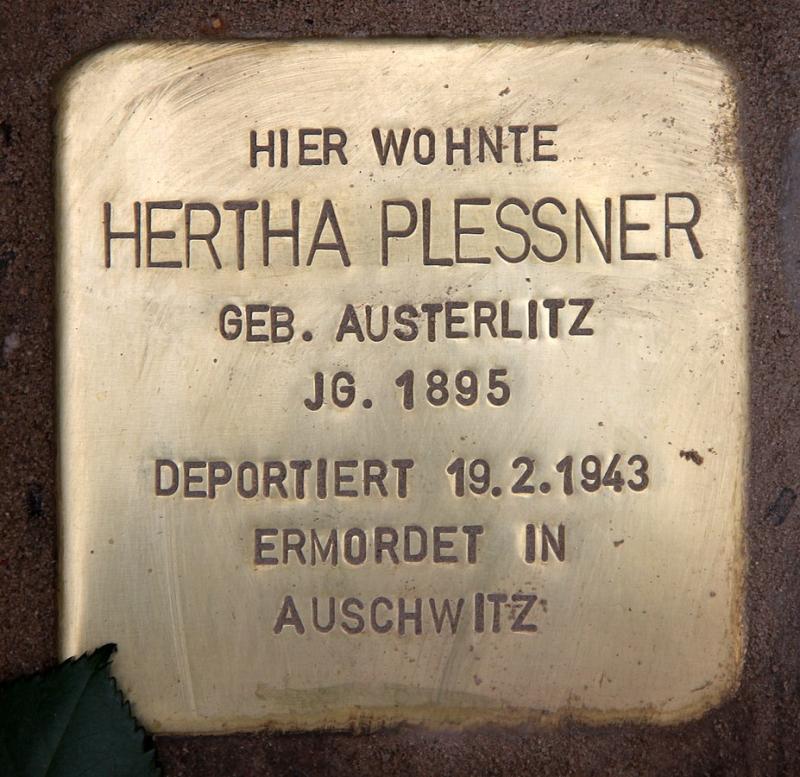 HIER WOHNTE
HERTHA PLESSNER
GEB. AUSTERLITZ
JG. 1895
DEPORTIERT 19.2.1943
ERMORDET IN
AUSCHWITZ